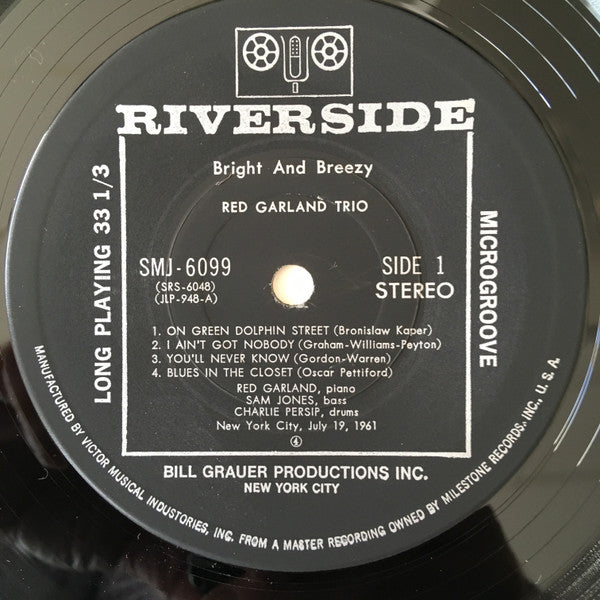 RIVERSIDE
Bright And Breezy
RED GARLAND TRIO
LONG PLAYING 33 1/3
MICROGROOVE
SMJ-6099
(SRS-6048)
(JLP-948-A)
SIDE 1
STEREO
1. ON GREEN DOLPHIN STREET (Bronislaw Kaper)
2. I AIN'T GOT NOBODY (Graham-Williams-Peyton)
3. YOU'LL NEVER KNOW (Gordon-Warren)
4. BLUES IN THE CLOSET (Oscar Pettiford)
RED GARLAND, piano
SAM JONES, bass
CHARLIE PERSIP, drums
New York City, July 19, 1961
4
BILL GRAUER PRODUCTIONS INC.
NEW YORK CITY
MANUFACTURED BY VICTOR MUSICAL INDUSTORIES, INC. FROM A MASTER RECORDING OWNED BY MILESTONE RECORDS, INC., U. S. A.